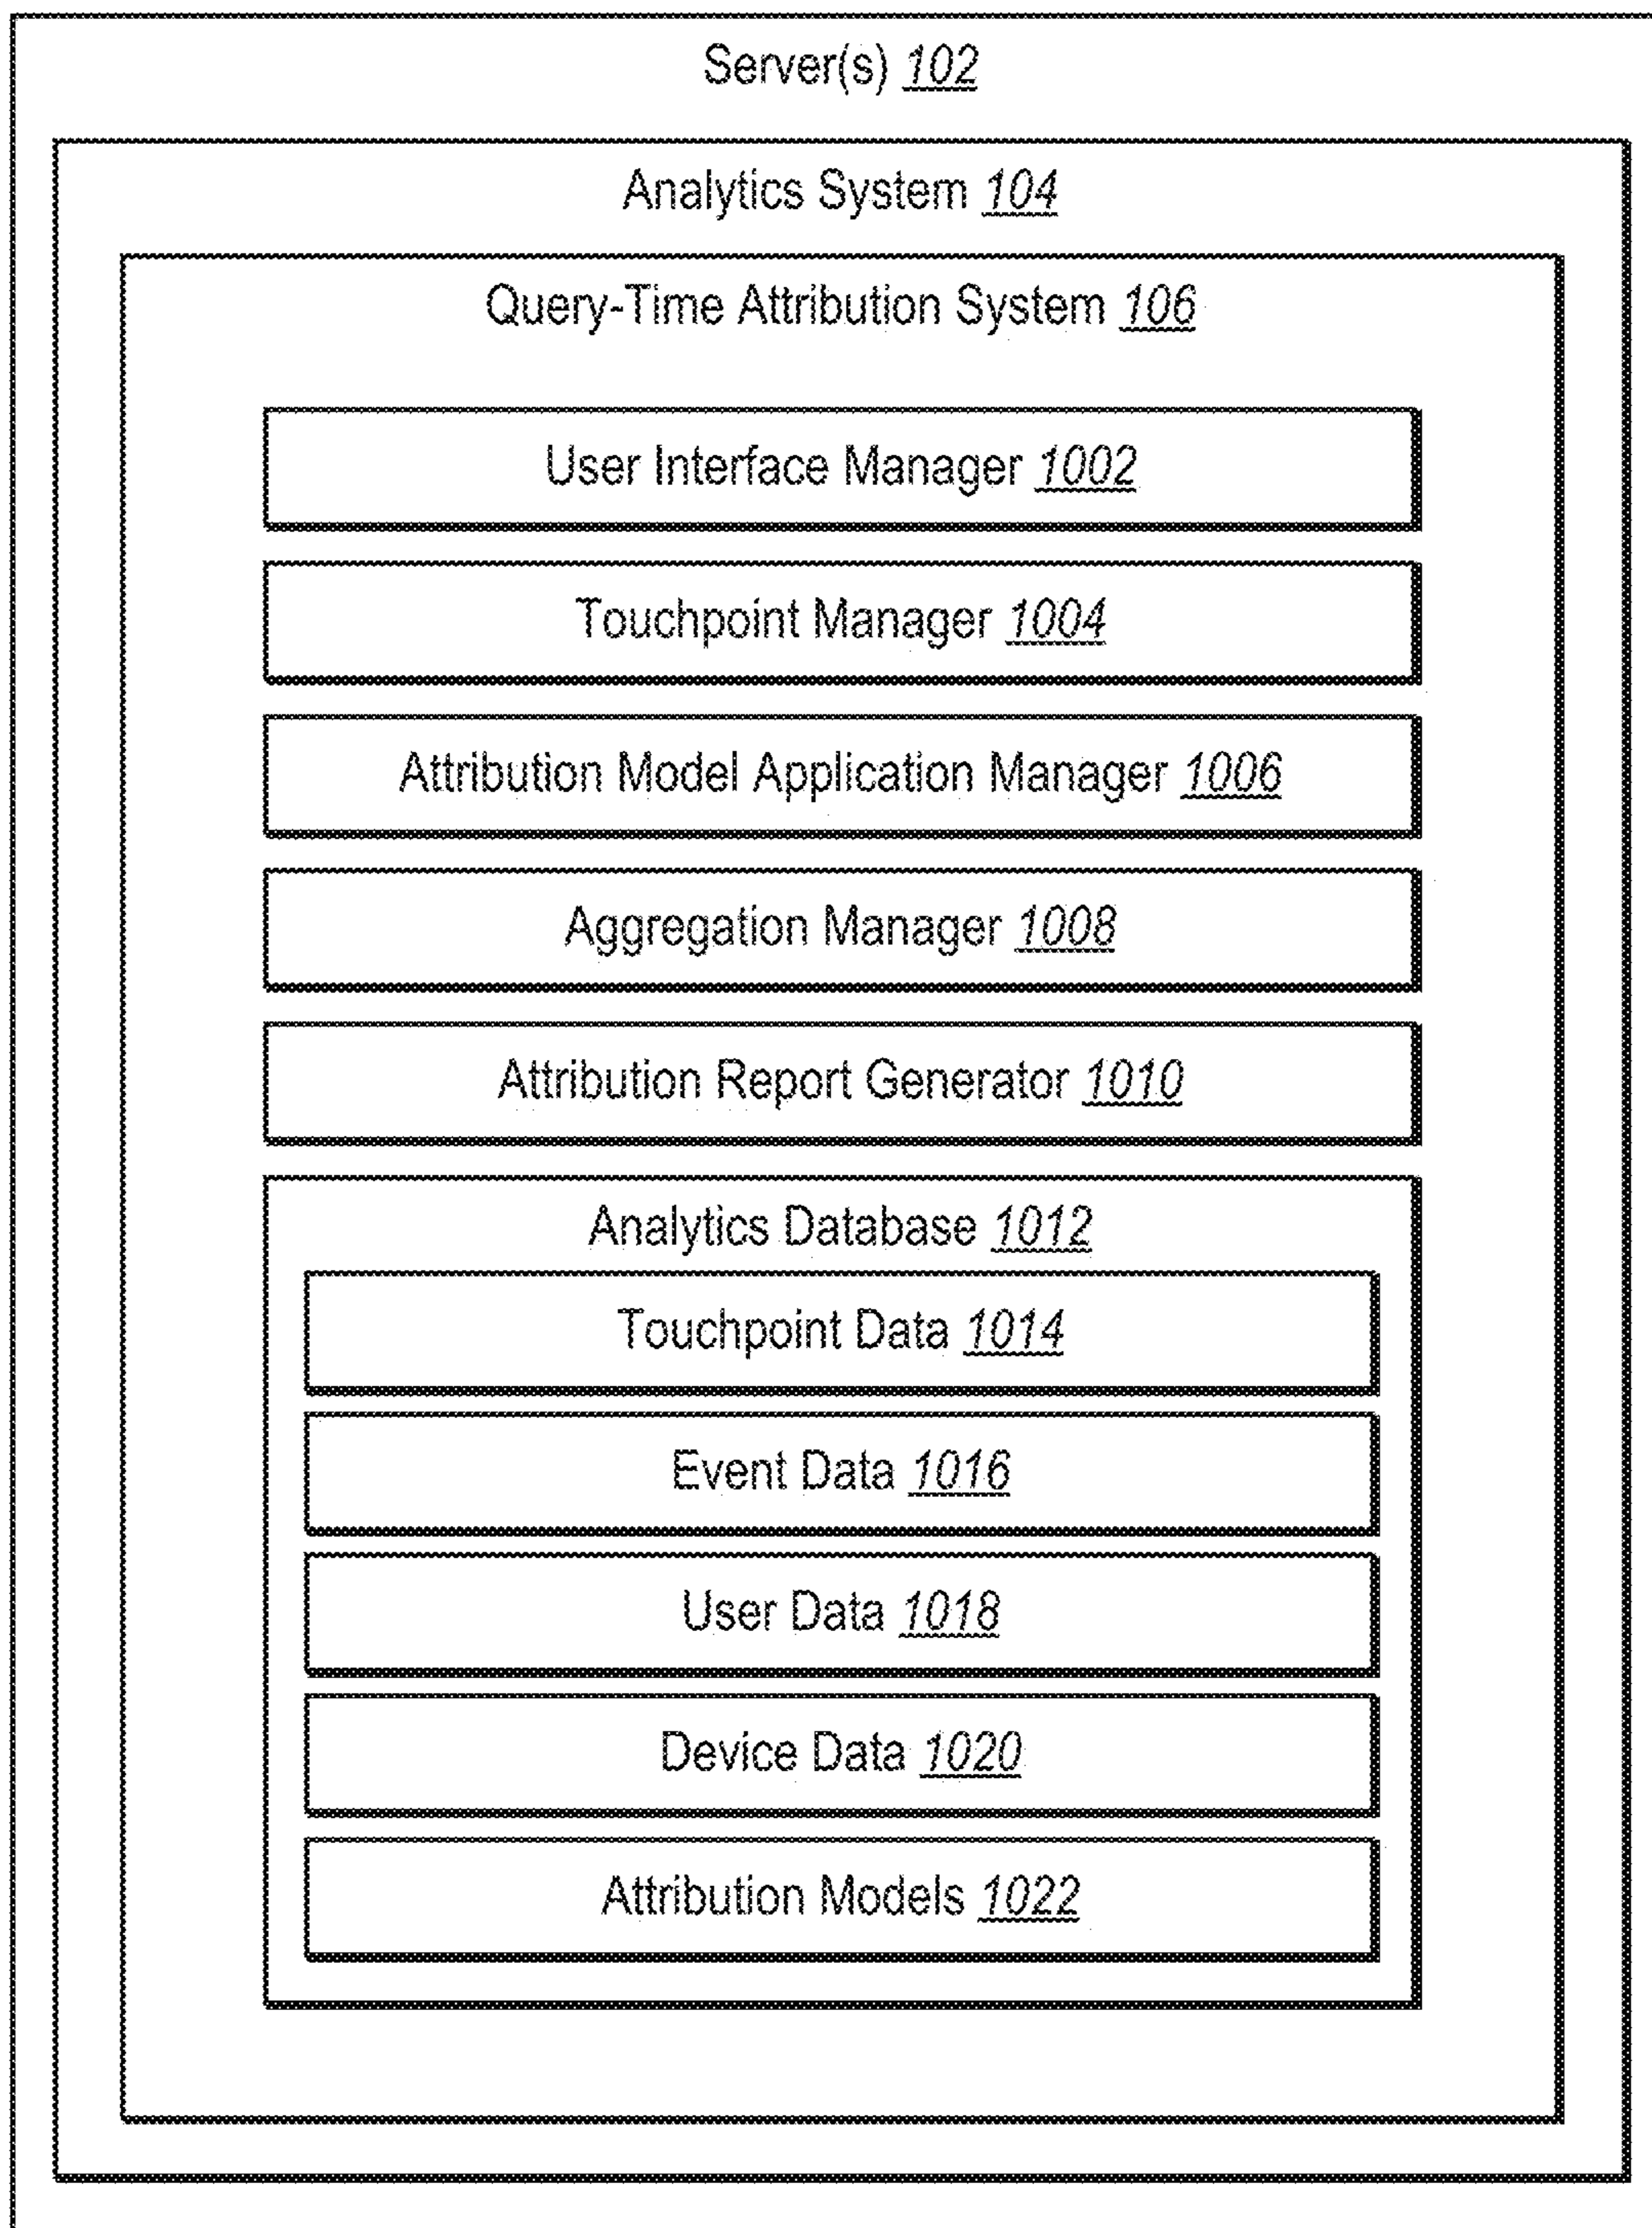 Server(s) 102
Analytics System 104
Query-Time Attribution System 106
User Interface Manager 1002
Touchpoint Manager 1004
Attribution Model Application Manager 1006
Aggregation Manager 1008
Attribution Report Generator 1010
Analytics Database 1012
Touchpoint Data 1014
Event Data 1016
User Data 1018
Device Data 1020
Attribution Models 1022